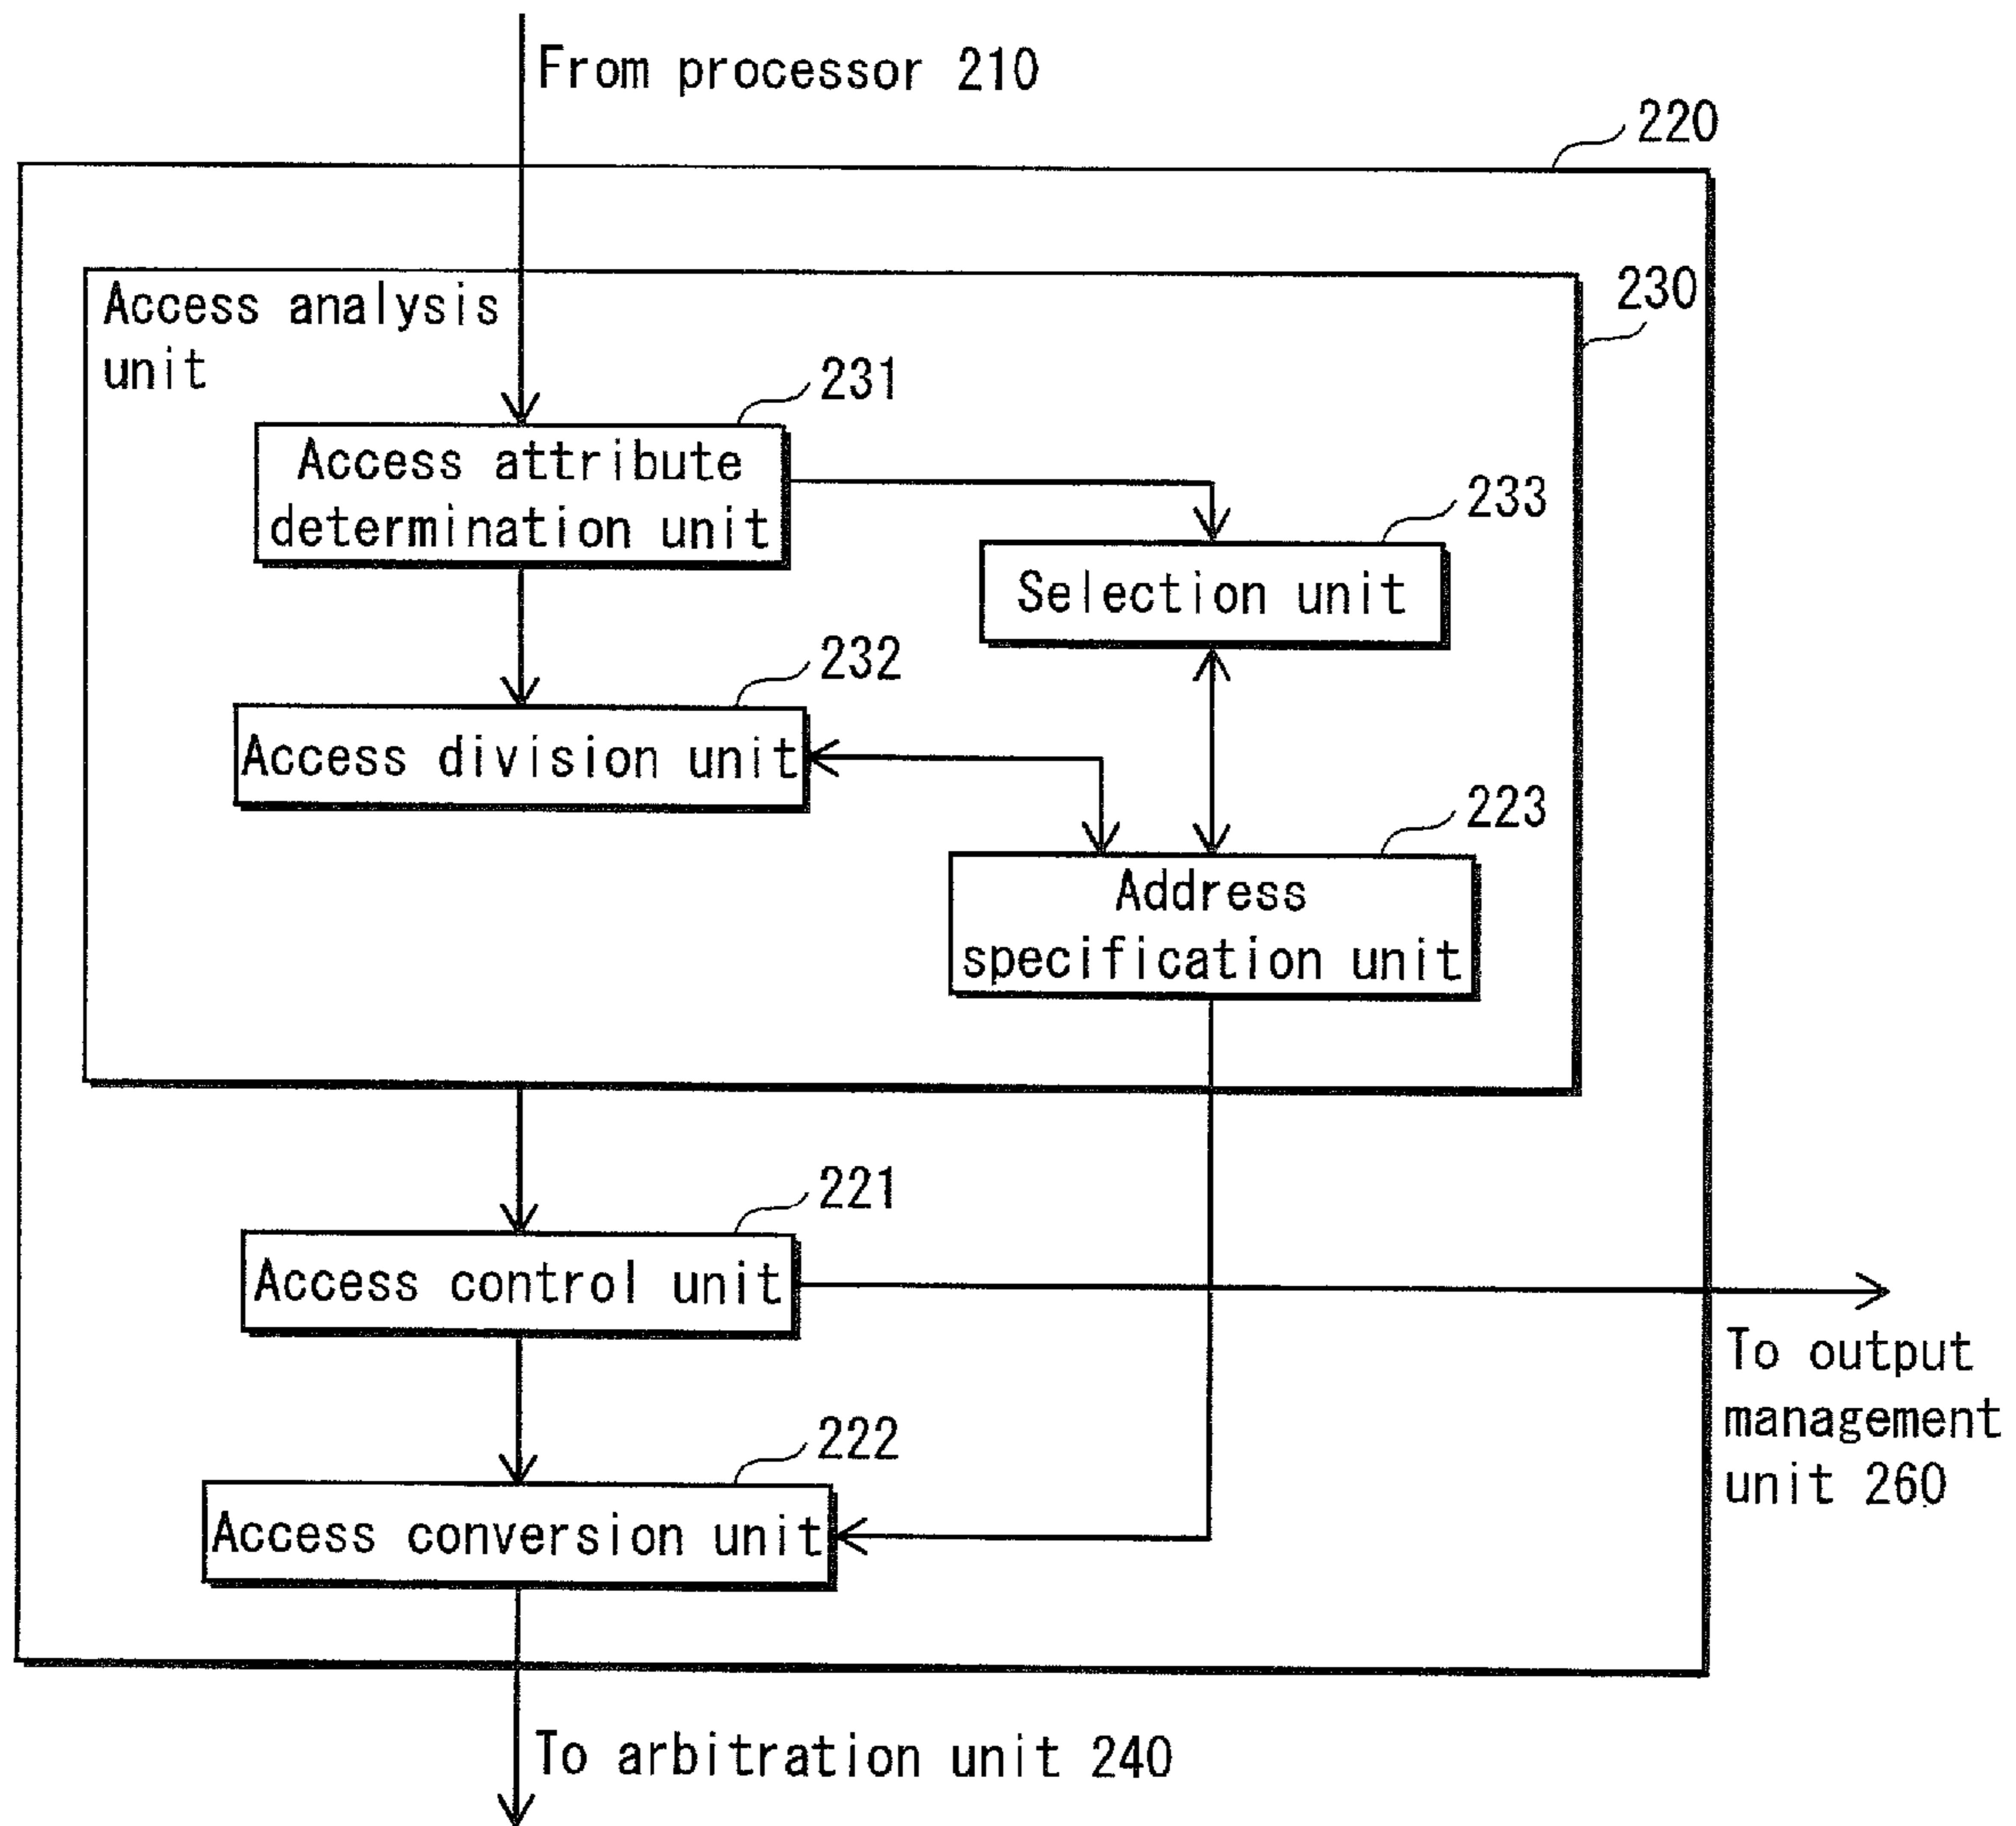 From processor 210
220
Access analysis
unit
230
231
Access attribute
determination unit
233
Selection unit
232
Access division unit
223
Address
specification unit
221
Access control unit
To output
management
unit 260
222
Access conversion unit
To arbitration unit 240